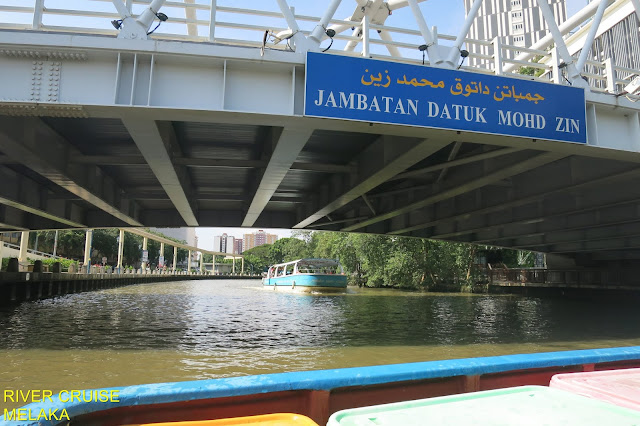 جمباتن داتوق محمد زين
JAMBATAN DATUK MOHD ZIN
RIVER CRUISE
MELAKA